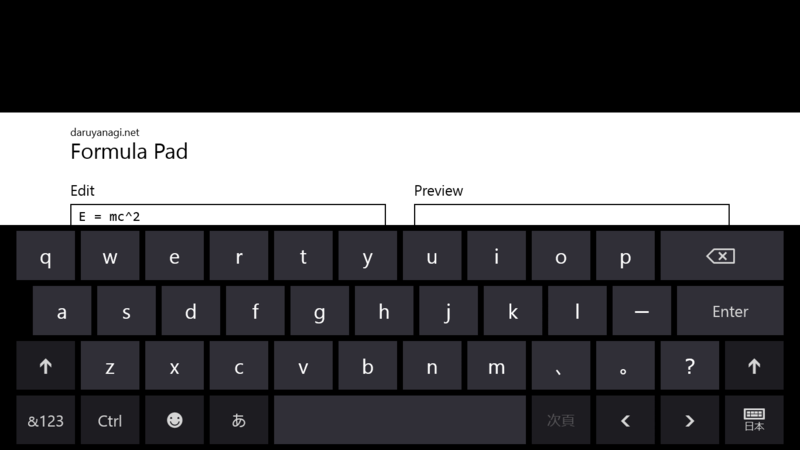 daruyanagi.net
Formula Pad
Edit Preview
E = mc^2
q w e r t y u i o p
a s d f g h j k l ー Enter
z x c v b n m 、 。 ?
&123 Ctrl あ 次頁 < > 日本